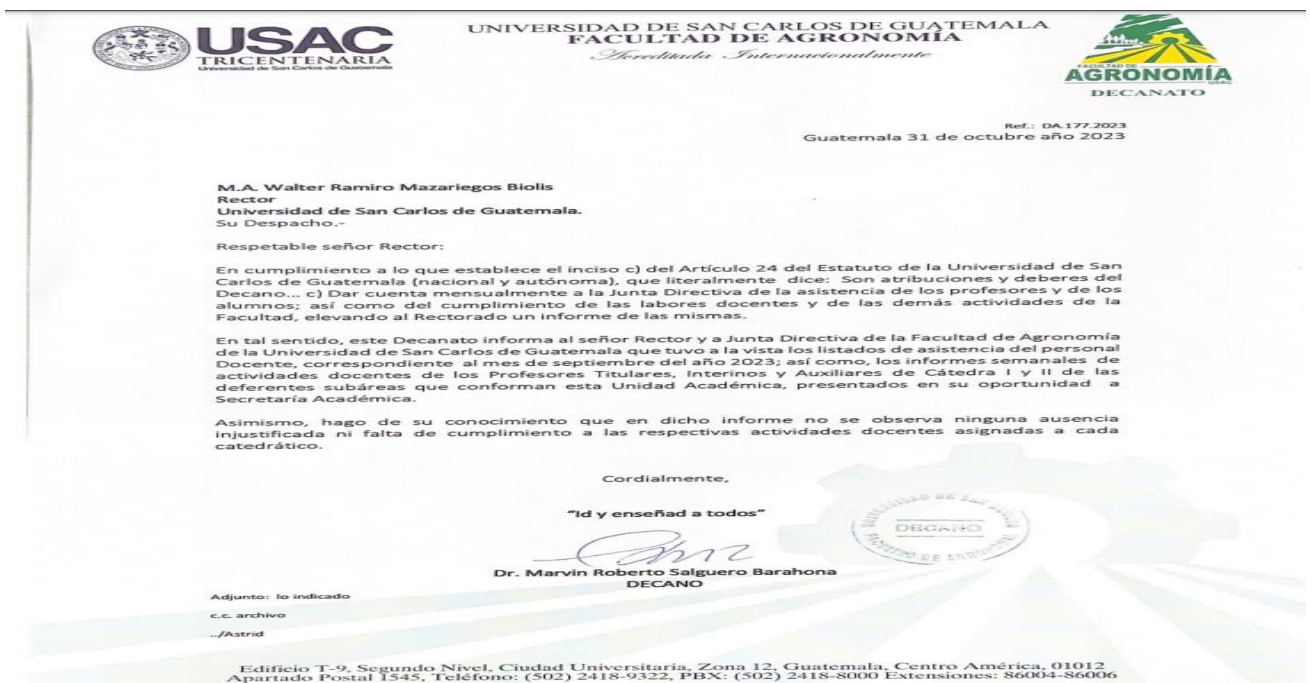 USAC
TRICENTENARIA
Universidad de San Carlos de Guatemala
UNIVERSIDAD DE SAN CARLOS DE GUATEMALA
FACULTAD DE AGRONOMÍA
Acreditada Internacionalmente
FACULTAD DE
AGRONOMÍA
USAC
DECANATO
Ref.: DA.177.2023
Guatemala 31 de octubre año 2023
M.A. Walter Ramiro Mazariegos Biolis
Rector
Universidad de San Carlos de Guatemala.
Su Despacho.-
Respetable señor Rector:
En cumplimiento a lo que establece el inciso c) del Artículo 24 del Estatuto de la Universidad de San
Carlos de Guatemala (nacional y autónoma), que literalmente dice: Son atribuciones y deberes del
Decano... c) Dar cuenta mensualmente a la Junta Directiva de la asistencia de los profesores y de los
alumnos; así como del cumplimiento de las labores docentes y de las demás actividades de la
Facultad, elevando al Rectorado un informe de las mismas.
En tal sentido, este Decanato informa al señor Rector y a Junta Directiva de la Facultad de Agronomía
de la Universidad de San Carlos de Guatemala que tuvo a la vista los listados de asistencia del personal
Docente, correspondiente al mes de septiembre del año 2023; así como, los informes semanales de
actividades docentes de los Profesores Titulares, Interinos y Auxiliares de Cátedra I y II de las
deferentes subáreas que conforman esta Unidad Académica, presentados en su oportunidad a
Secretaría Académica.
Asimismo, hago de su conocimiento que en dicho informe no se observa ninguna ausencia
injustificada ni falta de cumplimiento a las respectivas actividades docentes asignadas a cada
catedrático.
Cordialmente,
"Id y enseñad a todos"
UNIVERSIDAD DE SAN
DECANO
FACULTAD DE
Dr. Marvin Roberto Salguero Barahona
DECANO
Adjunto: lo indicado
c.c. archivo
../Astrid
Edificio T-9, Segundo Nivel, Ciudad Universitaria, Zona 12, Guatemala, Centro América, 01012
Apartado Postal 1545, Teléfono: (502) 2418-9322, PBX: (502) 2418-8000 Extensiones: 86004-86006